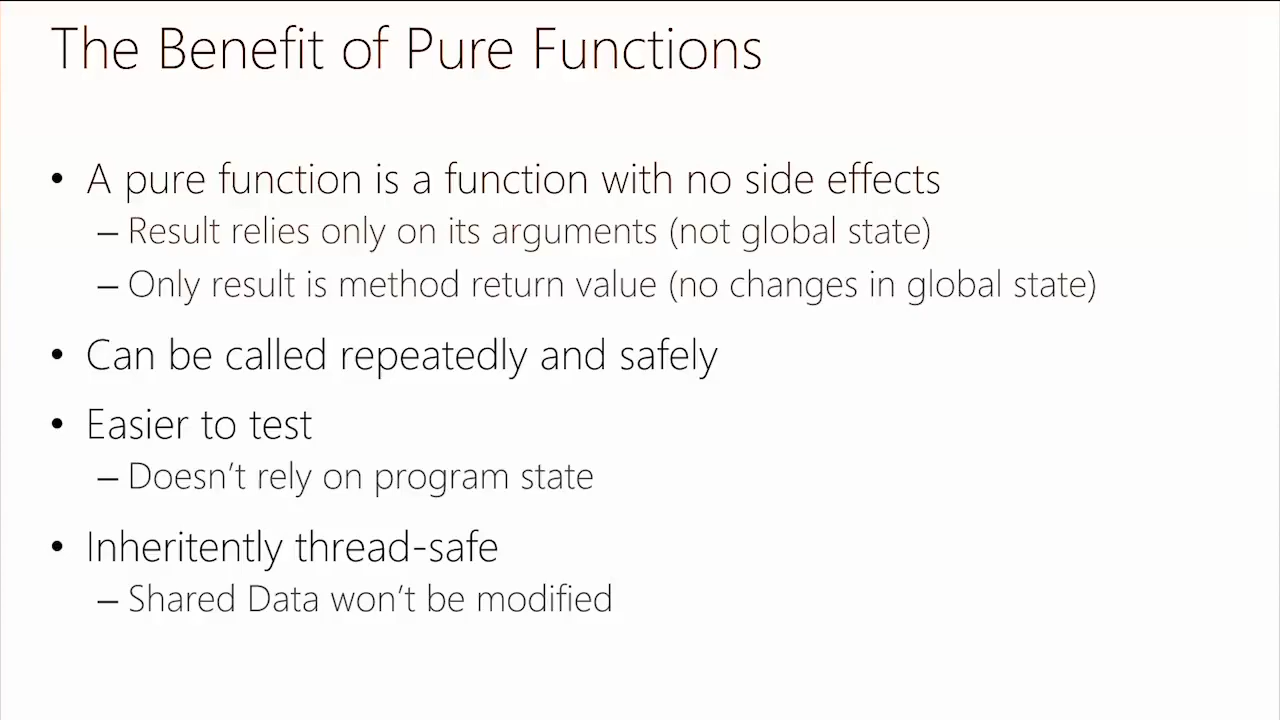 The Benefit of Pure Functions
• A pure function is a function with no side effects
– Result relies only on its arguments (not global state)
– Only result is method return value (no changes in global state)
• Can be called repeatedly and safely
• Easier to test
– Doesn’t rely on program state
• Inheritently thread-safe
– Shared Data won’t be modified